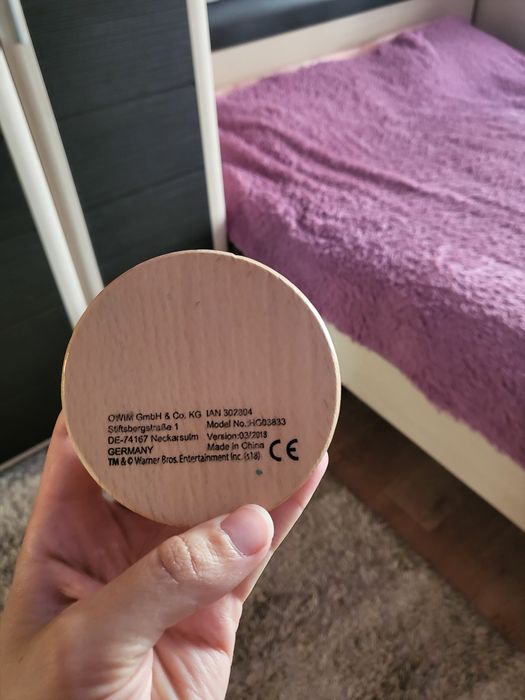 OWIM GmbH & Co. KG IAN 302804
Stiftsbergstraße 1 Model No.:HG03833
DE-74167 Neckarsulm Version:03/2018
GERMANY Made in China
TM & © Warner Bros. Entertainment Inc. (s18) CE